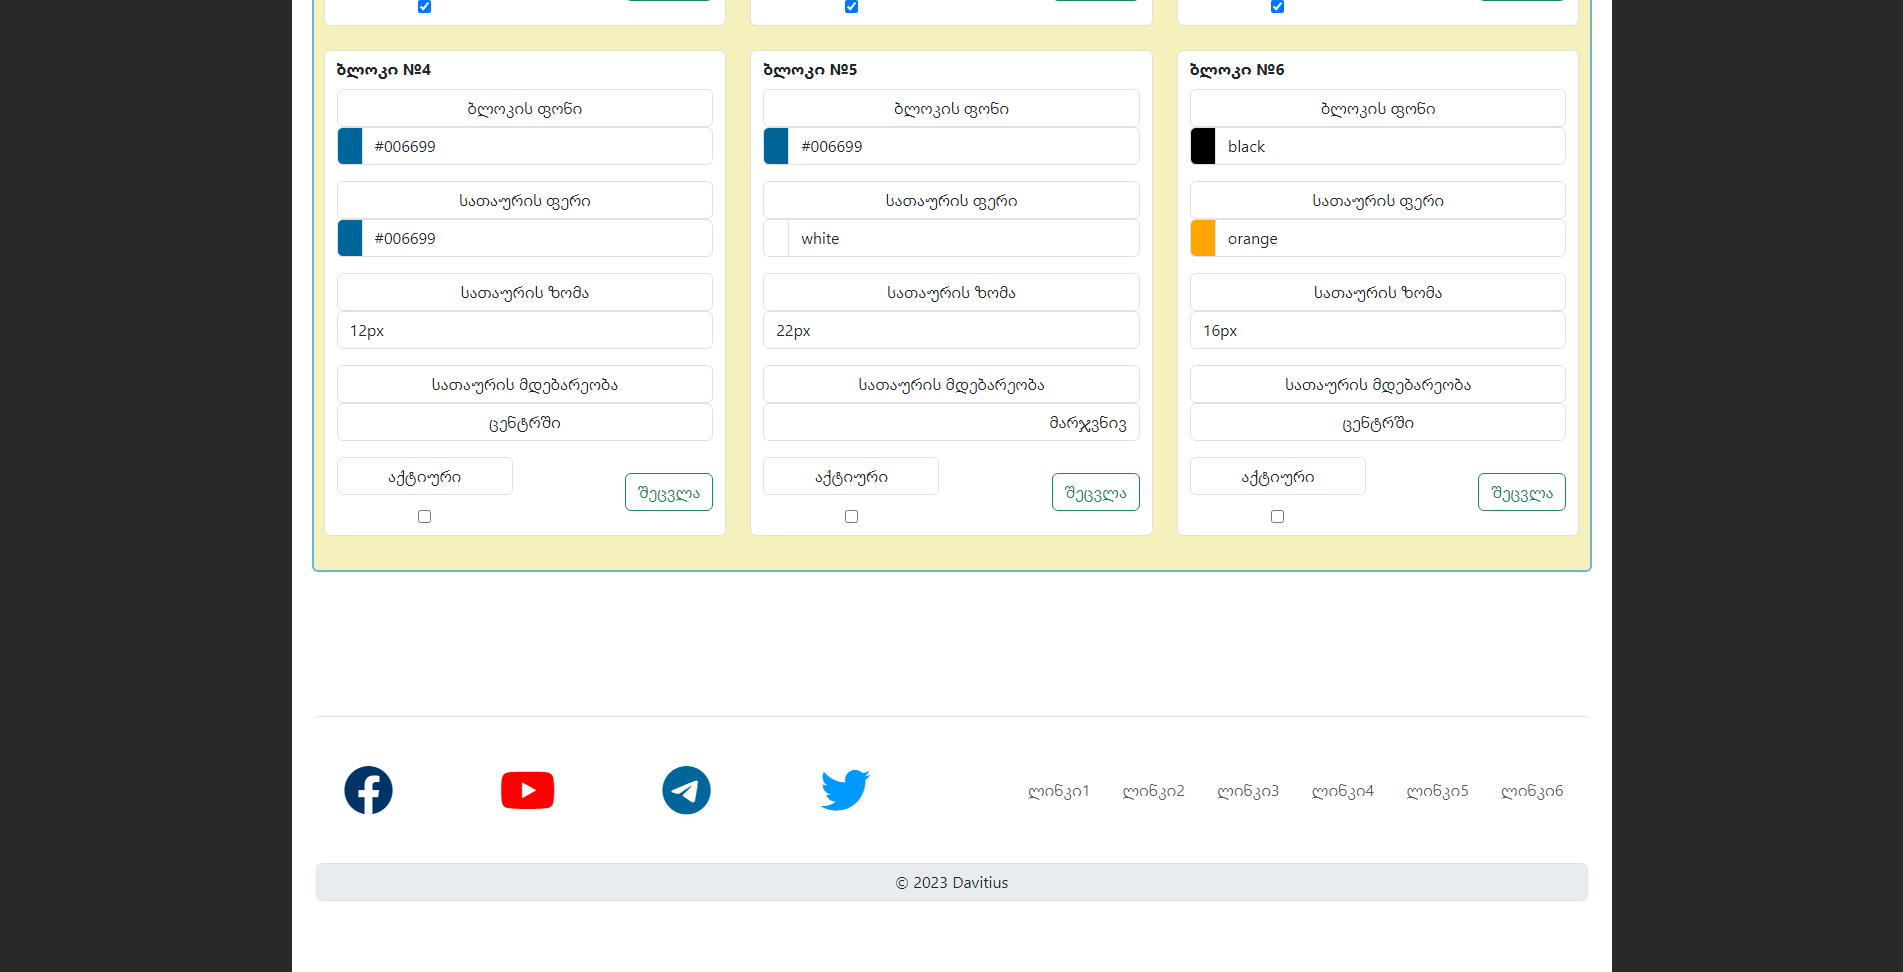 ბლოკი №4
ბლოკის ფონი
#006699
სათაურის ფერი
#006699
სათაურის ზომა
12px
სათაურის მდებარეობა
ცენტრში
აქტიური
შეცვლა
ბლოკი №5
ბლოკის ფონი
#006699
სათაურის ფერი
white
სათაურის ზომა
22px
სათაურის მდებარეობა
მარჯვნივ
აქტიური
შეცვლა
ბლოკი №6
ბლოკის ფონი
black
სათაურის ფერი
orange
სათაურის ზომა
16px
სათაურის მდებარეობა
ცენტრში
აქტიური
შეცვლა
ლინკი1 ლინკი2 ლინკი3 ლინკი4 ლინკი5 ლინკი6
© 2023 Davitius